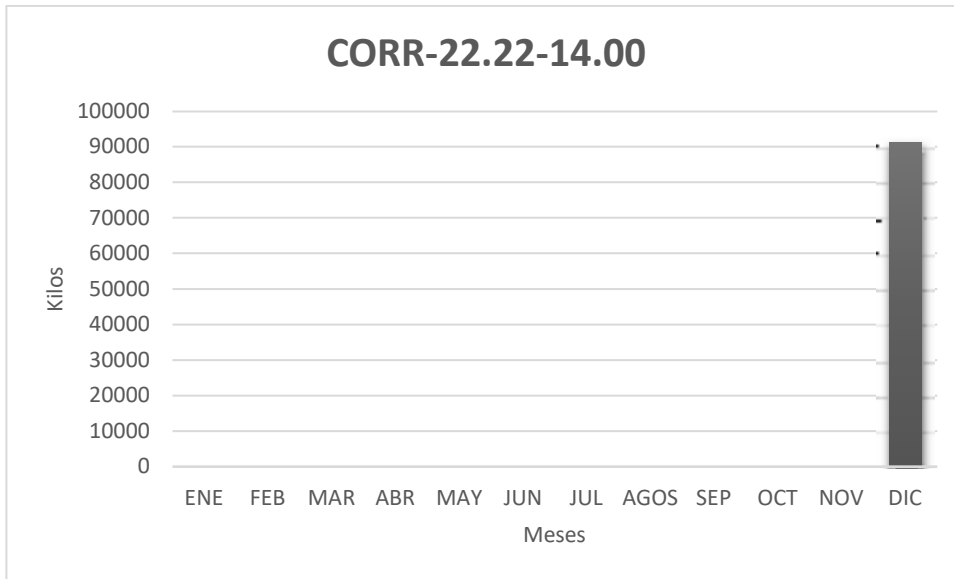 CORR-22.22-14.00
100000
90000
80000
70000
60000
50000
40000
30000
20000
10000
0
Kilos
ENE FEB MAR ABR MAY JUN JUL AGOS SEP OCT NOV DIC
Meses